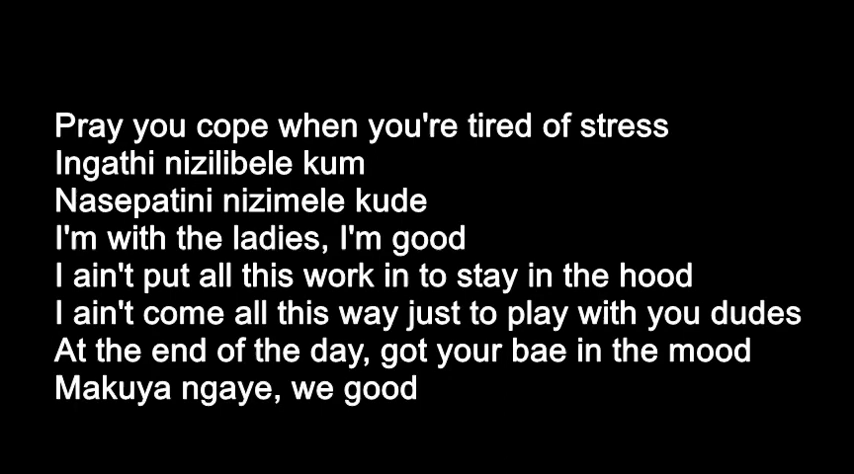 Pray you cope when you're tired of stress
Ingathi nizilibele kum
Nasepatini nizimele kude
I'm with the ladies, I'm good
I ain't put all this work in to stay in the hood
I ain't come all this way just to play with you dudes
At the end of the day, got your bae in the mood
Makuya ngaye, we good